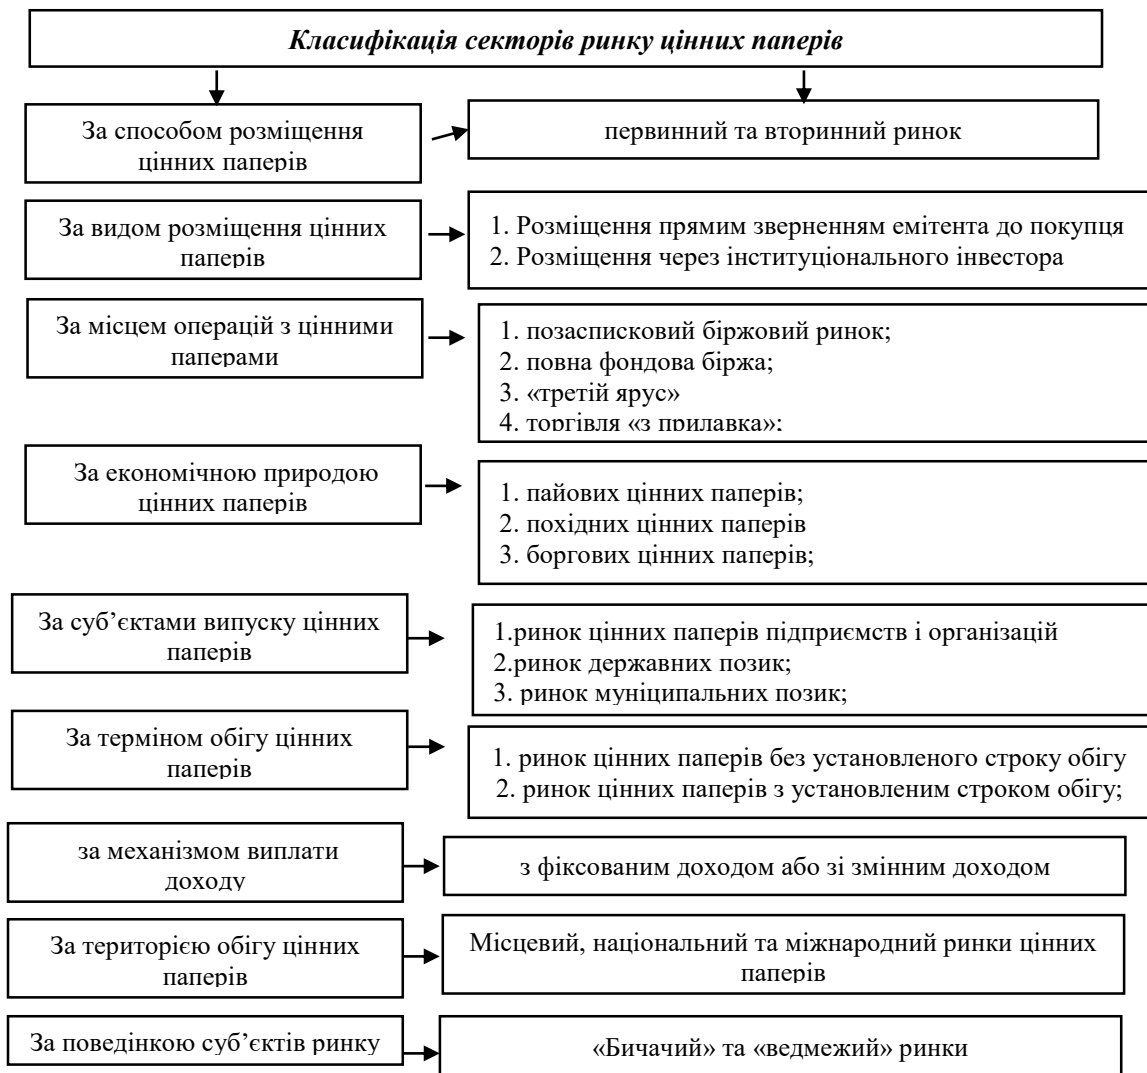 Класифікація секторів ринку цінних паперів
За способом розміщення
цінних паперів
первинний та вторинний ринок
За видом розміщення цінних
паперів
1. Розміщення прямим зверненням емітента до покупця
2. Розміщення через інституціонального інвестора
За місцем операцій з цінними
паперами
1. позасписковий біржовий ринок;
2. повна фондова біржа;
3. «третій ярус»
4. торгівля «з прилавка»;
За економічною природою
цінних паперів
1. пайових цінних паперів;
2. похідних цінних паперів
3. боргових цінних паперів;
За суб’єктами випуску цінних
паперів
1.ринок цінних паперів підприємств і організацій
2.ринок державних позик;
3. ринок муніципальних позик;
За терміном обігу цінних
паперів
1. ринок цінних паперів без установленого строку обігу
2. ринок цінних паперів з установленим строком обігу;
за механізмом виплати
доходу
з фіксованим доходом або зі змінним доходом
За територією обігу цінних
паперів
Місцевий, національний та міжнародний ринки цінних
паперів
За поведінкою суб’єктів ринку
«Бичачий» та «ведмежий» ринки